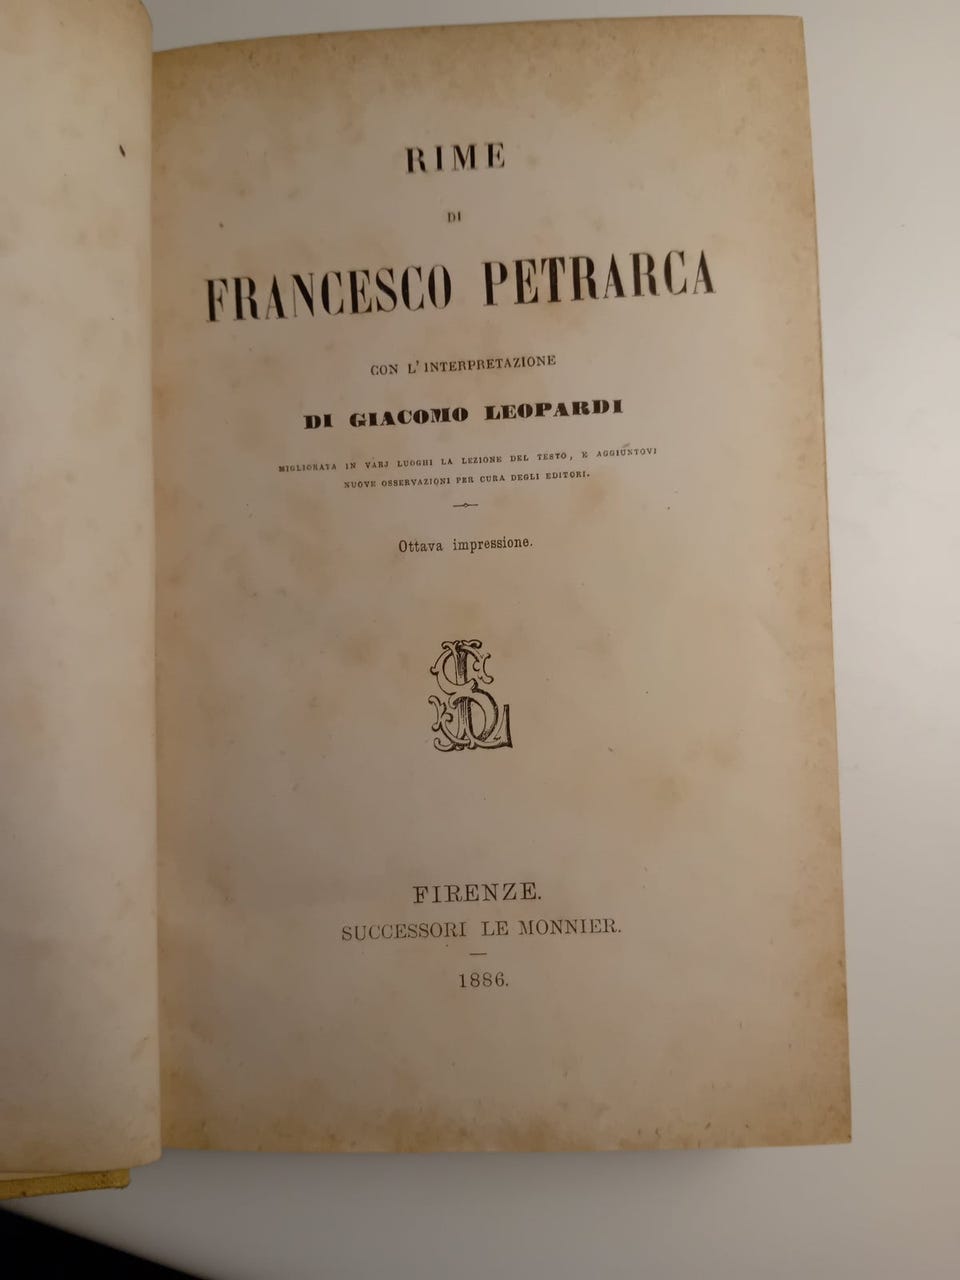 RIME
DI
FRANCESCO PETRARCA
CON L'INTERPRETAZIONE
DI GIACOMO LEOPARDI
MIGLIORATA IN VARJ LUOGHI LA LEZIONE DEL TESTO, E AGGIUNTOVI
NUOVE OSSERVAZIONI PER CURA DEGLI EDITORI.
Ottava impressione.
FIRENZE.
SUCCESSORI LE MONNIER.
1886.